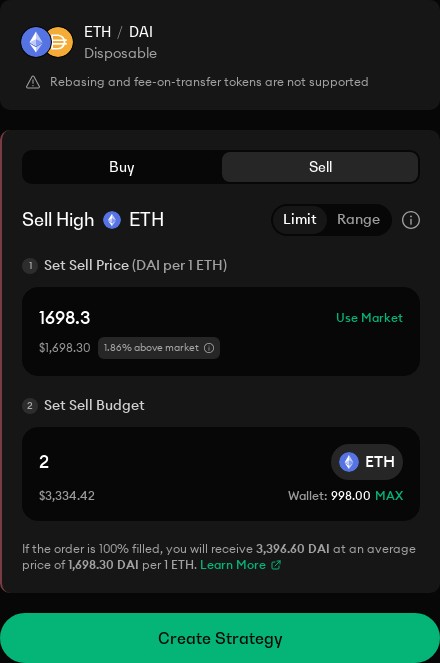 ETH / DAI
Disposable
Rebasing and fee-on-transfer tokens are not supported
Buy
Sell
Sell High ETH
Limit
Range
1 Set Sell Price (DAI per 1 ETH)
1698.3
Use Market
$1,698.30
1.86% above market
2 Set Sell Budget
2
ETH
$3,334.42
Wallet: 998.00 MAX
If the order is 100% filled, you will receive 3,396.60 DAI at an average
price of 1,698.30 DAI per 1 ETH. Learn More
Create Strategy